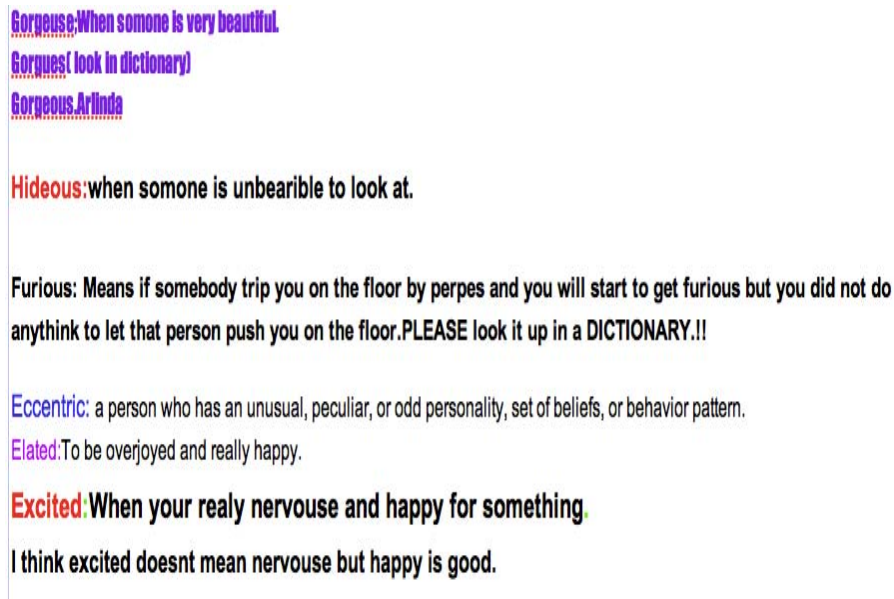 Gorgeuse;When somone is very beautiful.
Gorgues( look in dictionary)
Gorgeous.Arlinda
Hideous:when somone is unbearible to look at.
Furious: Means if somebody trip you on the floor by perpes and you will start to get furious but you did not do
anythink to let that person push you on the floor.PLEASE look it up in a DICTIONARY.!!
Eccentric: a person who has an unusual, peculiar, or odd personality, set of beliefs, or behavior pattern.
Elated:To be overjoyed and really happy.
Excited:When your realy nervouse and happy for something.
I think excited doesnt mean nervouse but happy is good.